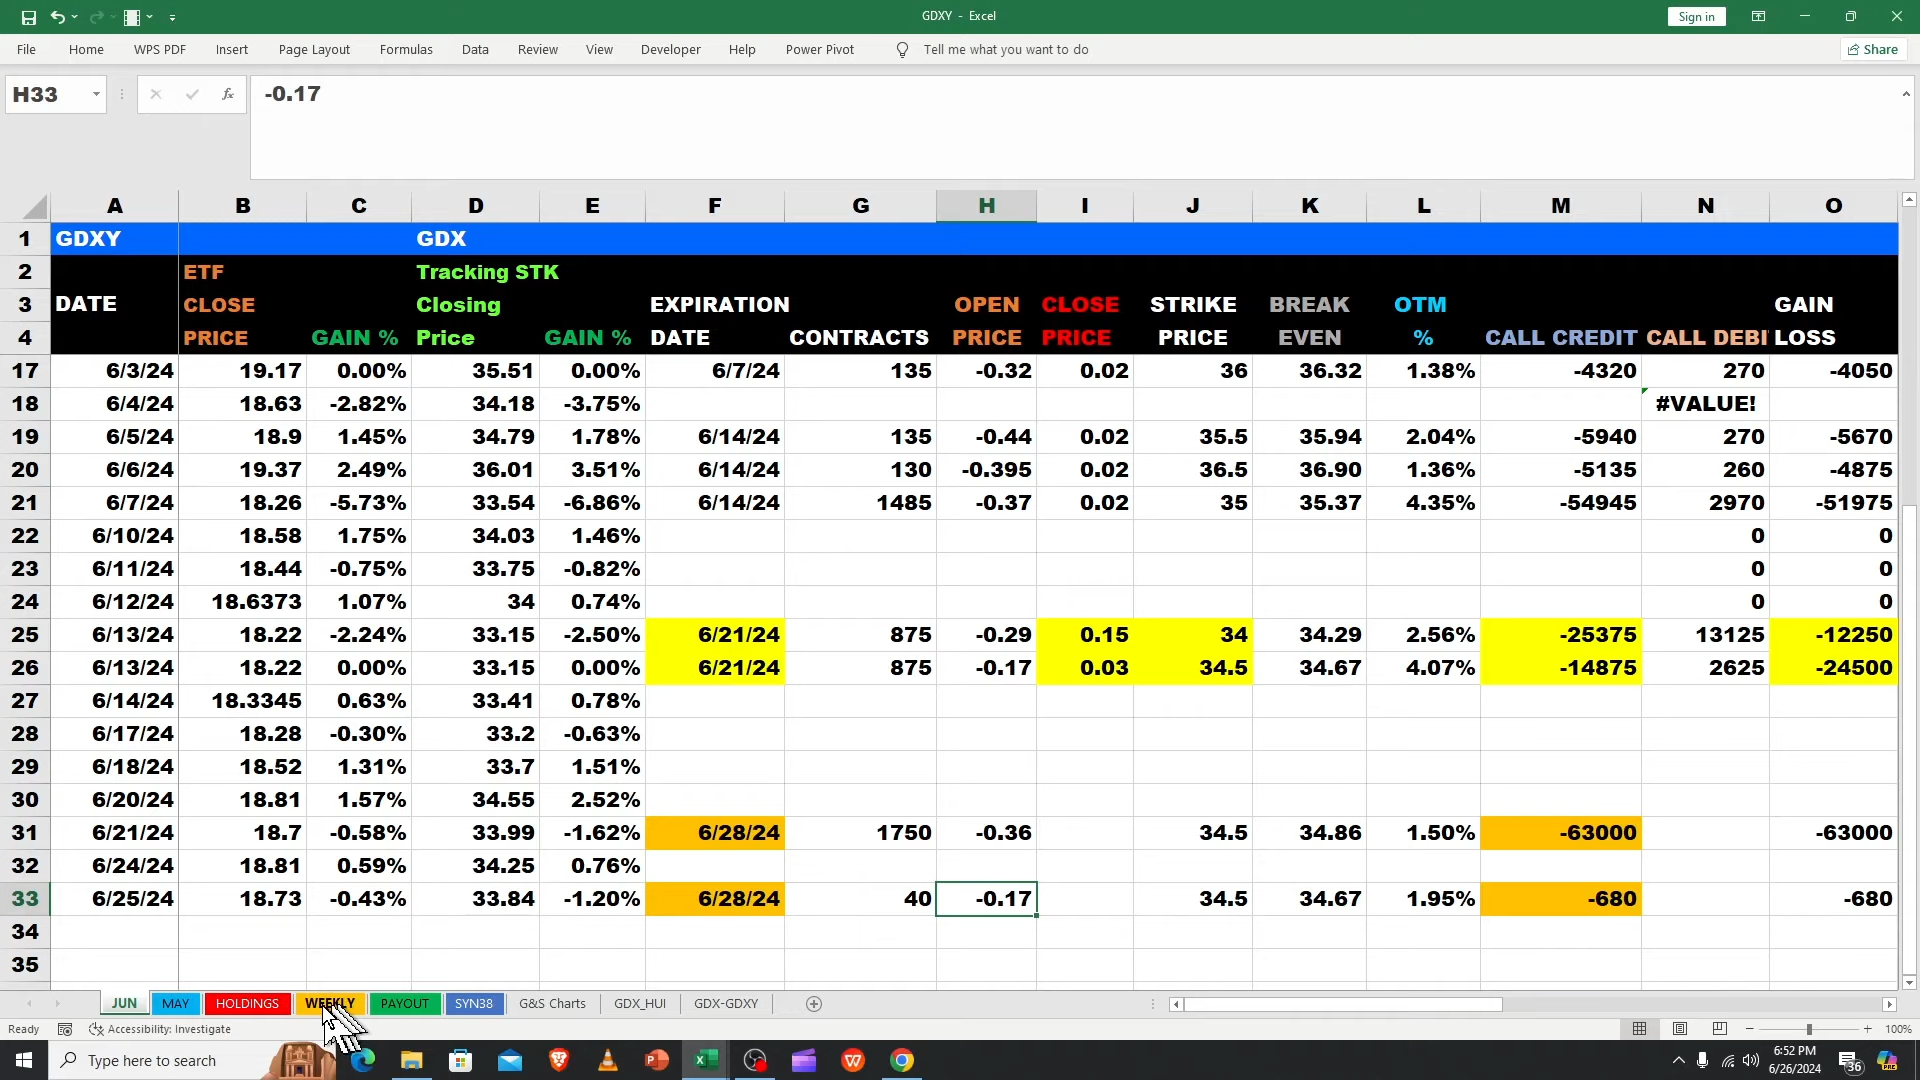 GDXY - Excel
Sign in
File Home WPS PDF Insert Page Layout Formulas Data Review View Developer Help Power Pivot Tell me what you want to do Share
H33 fx -0.17
A B C D E F G H I J K L M N O
1 GDXY GDX
2 ETF Tracking STK
3 DATE CLOSE Closing EXPIRATION OPEN CLOSE STRIKE BREAK OTM GAIN
4 PRICE GAIN % Price GAIN % DATE CONTRACTS PRICE PRICE PRICE EVEN % CALL CREDIT CALL DEBI LOSS
17 6/3/24 19.17 0.00% 35.51 0.00% 6/7/24 135 -0.32 0.02 36 36.32 1.38% -4320 270 -4050
18 6/4/24 18.63 -2.82% 34.18 -3.75% #VALUE!
19 6/5/24 18.9 1.45% 34.79 1.78% 6/14/24 135 -0.44 0.02 35.5 35.94 2.04% -5940 270 -5670
20 6/6/24 19.37 2.49% 36.01 3.51% 6/14/24 130 -0.395 0.02 36.5 36.90 1.36% -5135 260 -4875
21 6/7/24 18.26 -5.73% 33.54 -6.86% 6/14/24 1485 -0.37 0.02 35 35.37 4.35% -54945 2970 -51975
22 6/10/24 18.58 1.75% 34.03 1.46% 0 0
23 6/11/24 18.44 -0.75% 33.75 -0.82% 0 0
24 6/12/24 18.6373 1.07% 34 0.74% 0 0
25 6/13/24 18.22 -2.24% 33.15 -2.50% 6/21/24 875 -0.29 0.15 34 34.29 2.56% -25375 13125 -12250
26 6/13/24 18.22 0.00% 33.15 0.00% 6/21/24 875 -0.17 0.03 34.5 34.67 4.07% -14875 2625 -24500
27 6/14/24 18.3345 0.63% 33.41 0.78%
28 6/17/24 18.28 -0.30% 33.2 -0.63%
29 6/18/24 18.52 1.31% 33.7 1.51%
30 6/20/24 18.81 1.57% 34.55 2.52%
31 6/21/24 18.7 -0.58% 33.99 -1.62% 6/28/24 1750 -0.36 34.5 34.86 1.50% -63000 -63000
32 6/24/24 18.81 0.59% 34.25 0.76%
33 6/25/24 18.73 -0.43% 33.84 -1.20% 6/28/24 40 -0.17 34.5 34.67 1.95% -680 -680
34
35
JUN MAY HOLDINGS WEEKLY PAYOUT SYN38 G&S Charts GDX_HUI GDX-GDXY
Ready Accessibility: Investigate 100%
Type here to search
6:52 PM
6/26/2024
36